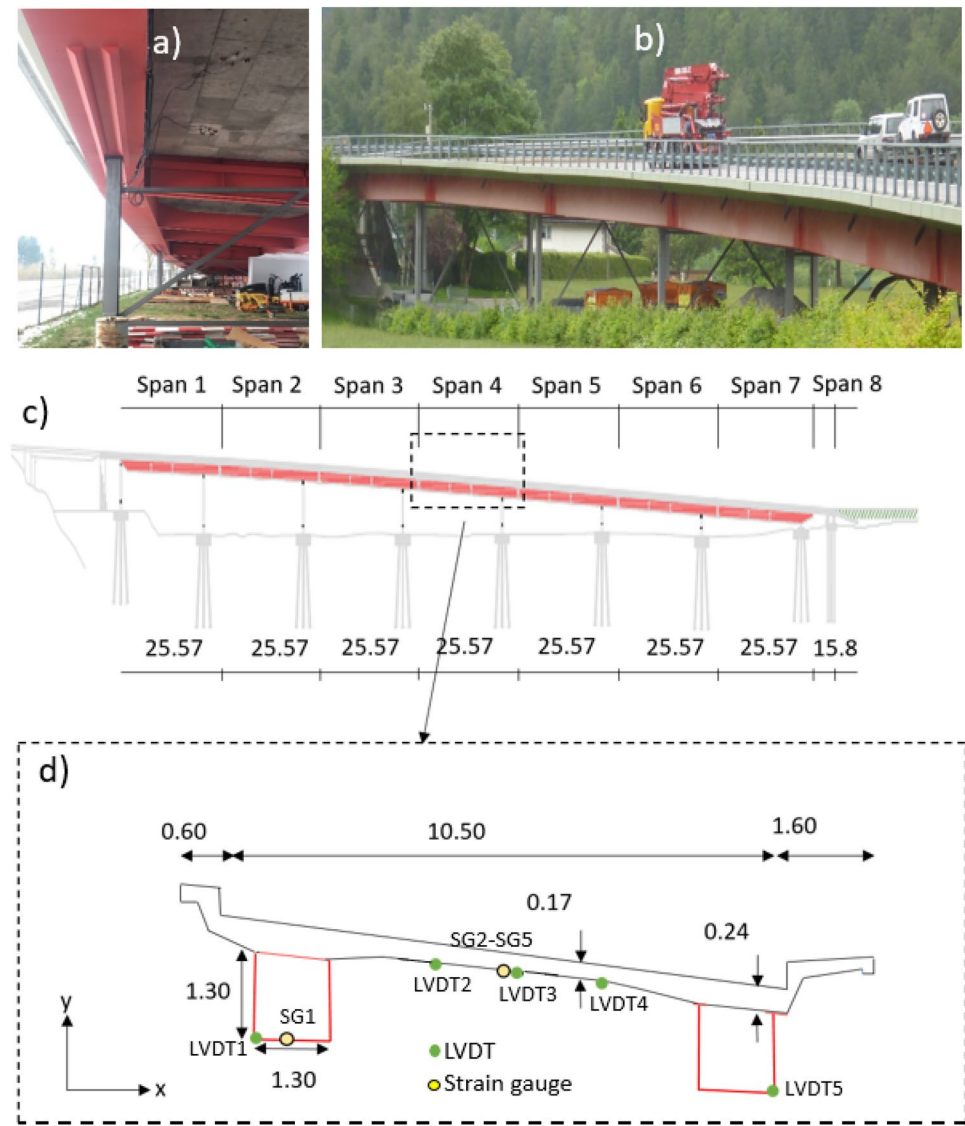 a)
b)
c)
Span 1 Span 2 Span 3 Span 4 Span 5 Span 6 Span 7 Span 8
25.57 25.57 25.57 25.57 25.57 25.57 25.57 15.8
d)
0.60 10.50 1.60
0.17
0.24
SG2-SG5
LVDT2 LVDT3 LVDT4
1.30
SG1
LVDT1
1.30
LVDT5
y
x
LVDT
Strain gauge